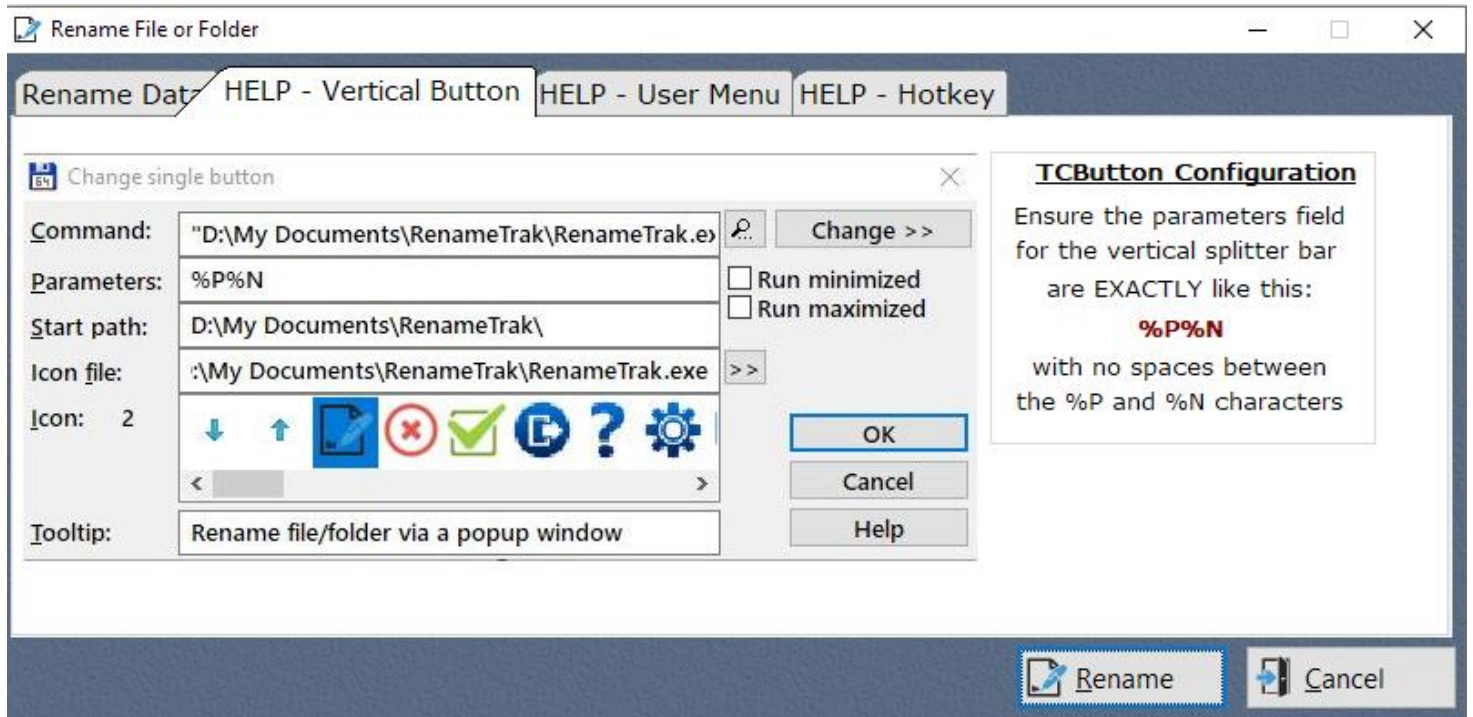 Rename File or Folder
Rename Data
HELP - Vertical Button
HELP - User Menu
HELP - Hotkey
Change single button
Command:
"D:\My Documents\RenameTrak\RenameTrak.ex
Change >>
Parameters:
%P%N
Run minimized
Run maximized
Start path:
D:\My Documents\RenameTrak\
Icon file:
:\My Documents\RenameTrak\RenameTrak.exe
>>
Icon: 2
OK
Cancel
Tooltip:
Rename file/folder via a popup window
Help
TCButton Configuration
Ensure the parameters field
for the vertical splitter bar
are EXACTLY like this:
%P%N
with no spaces between
the %P and %N characters
Rename
Cancel